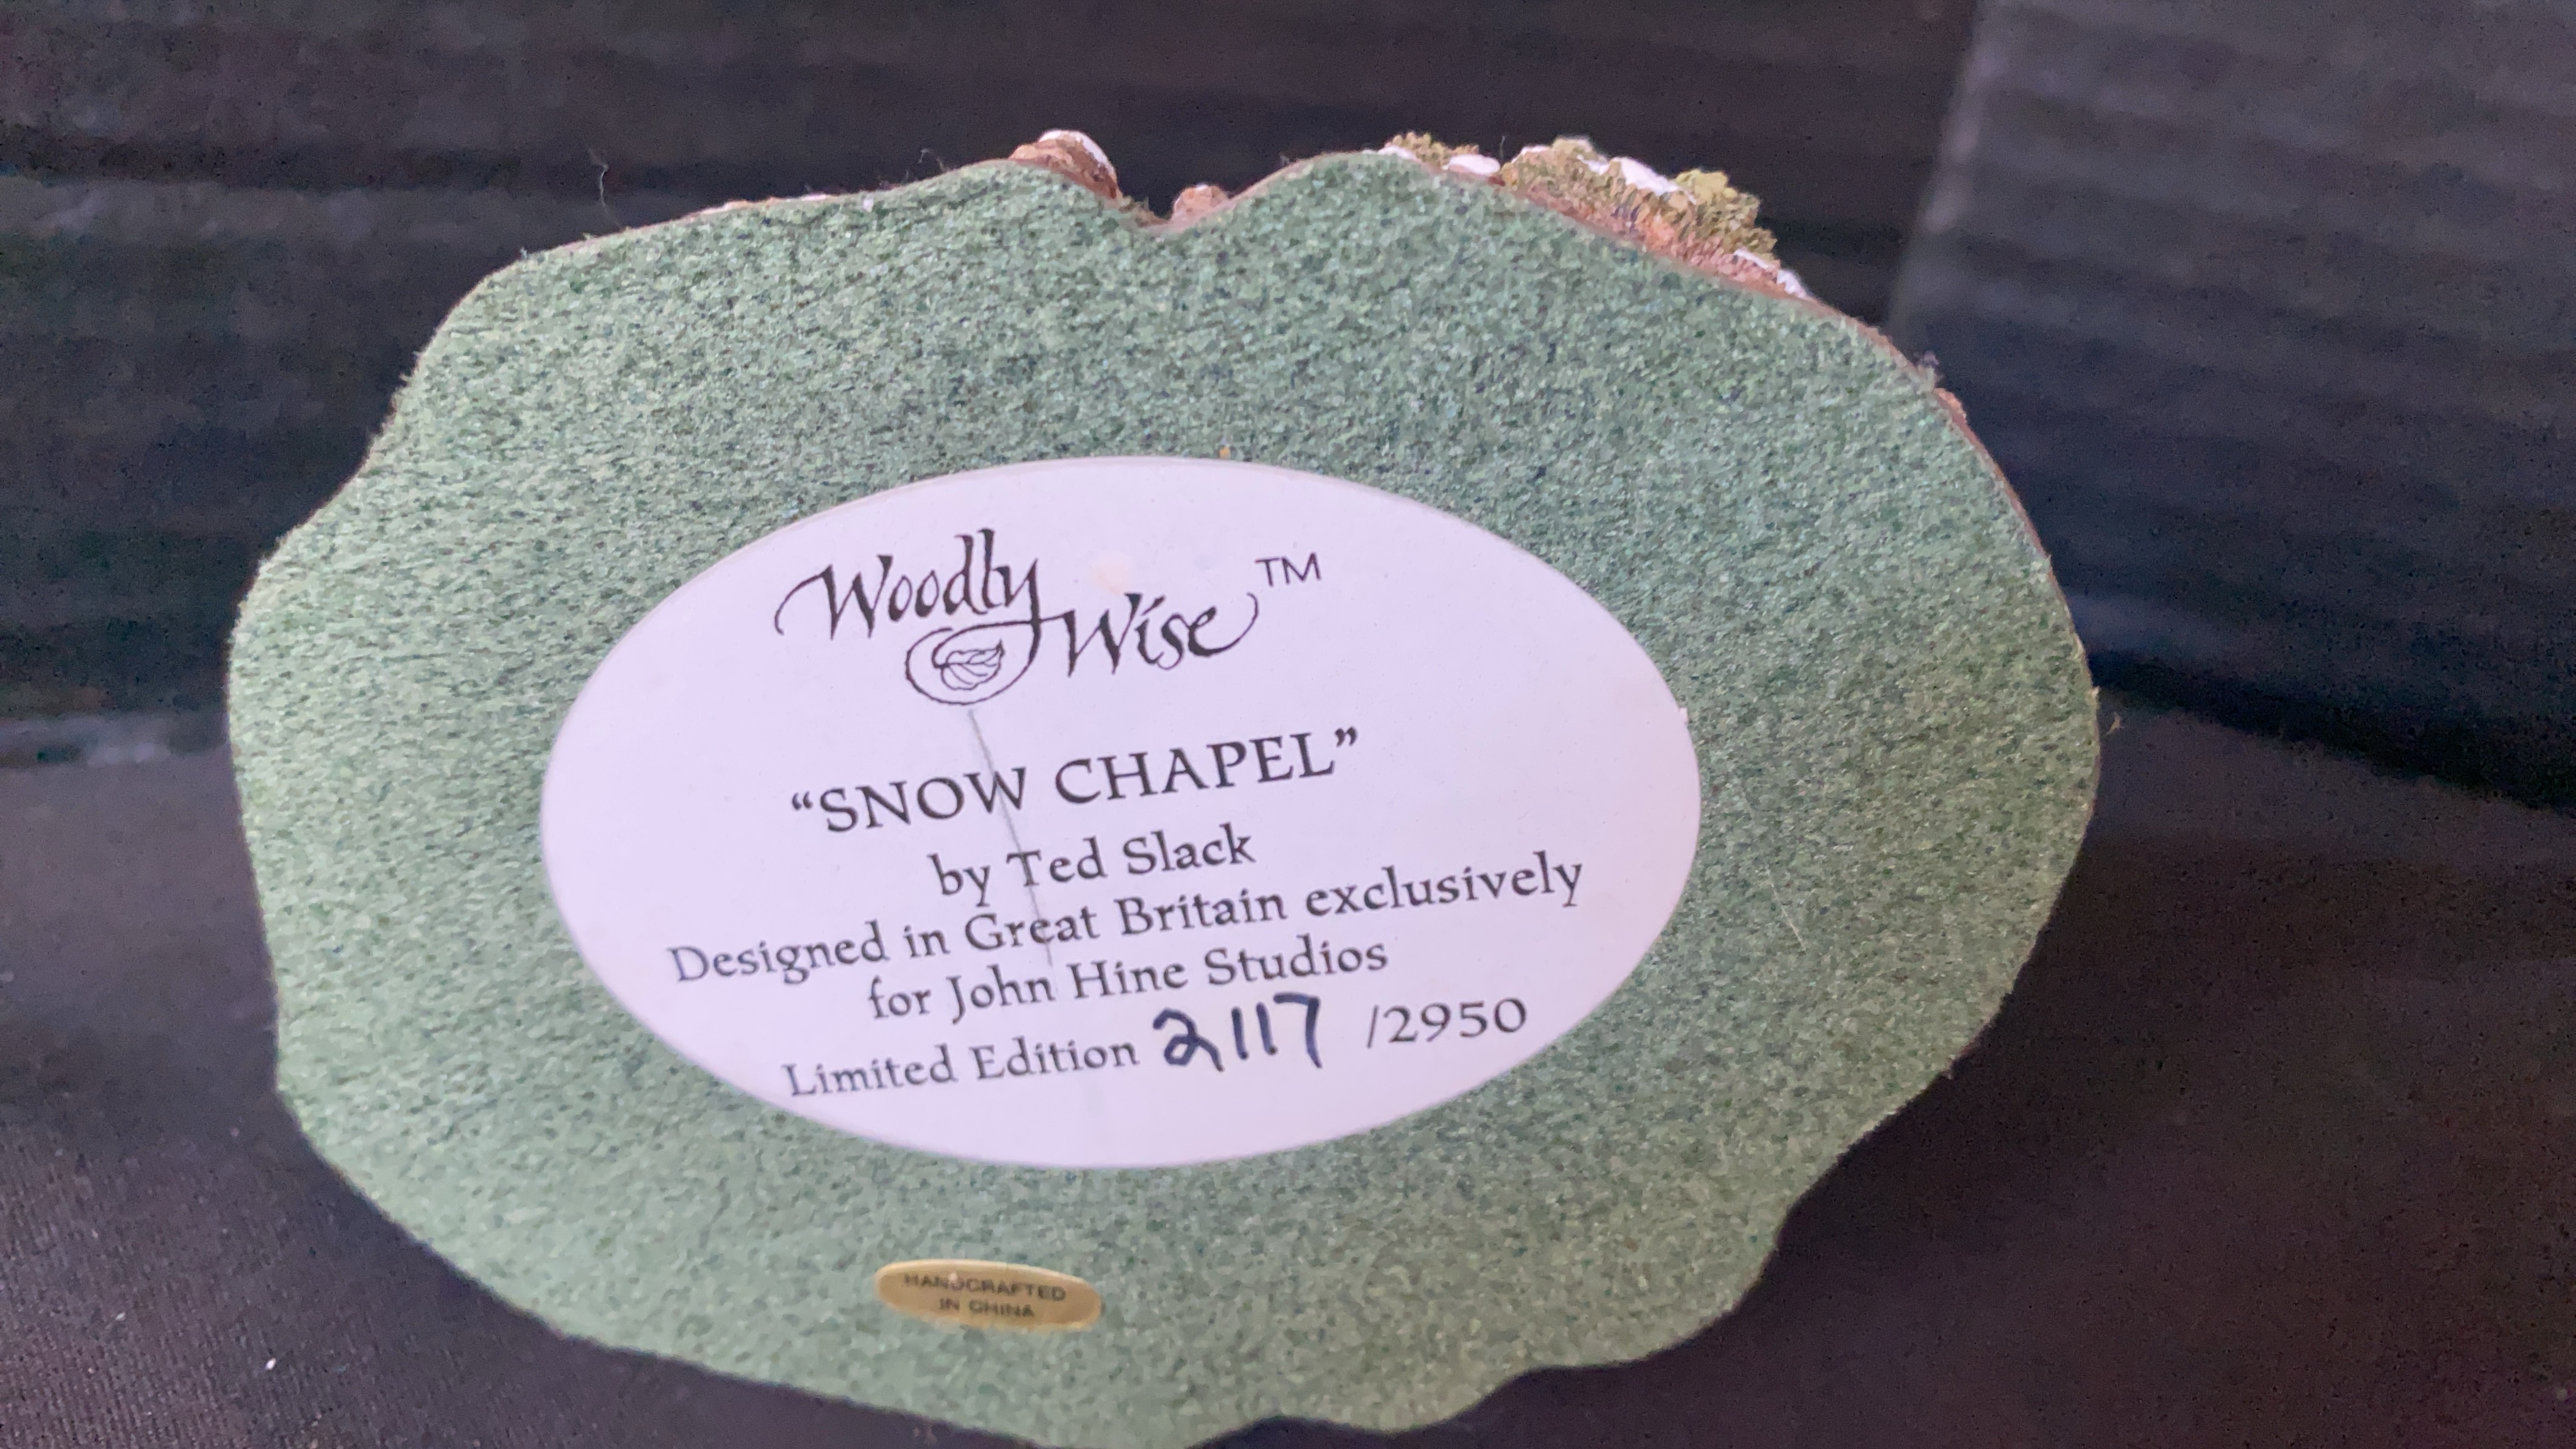 Woodly
Wise™
“SNOW CHAPEL”
by Ted Slack
Designed in Great Britain exclusively
for John Hine Studios
Limited Edition 2117 /2950
HANDCRAFTED
IN CHINA